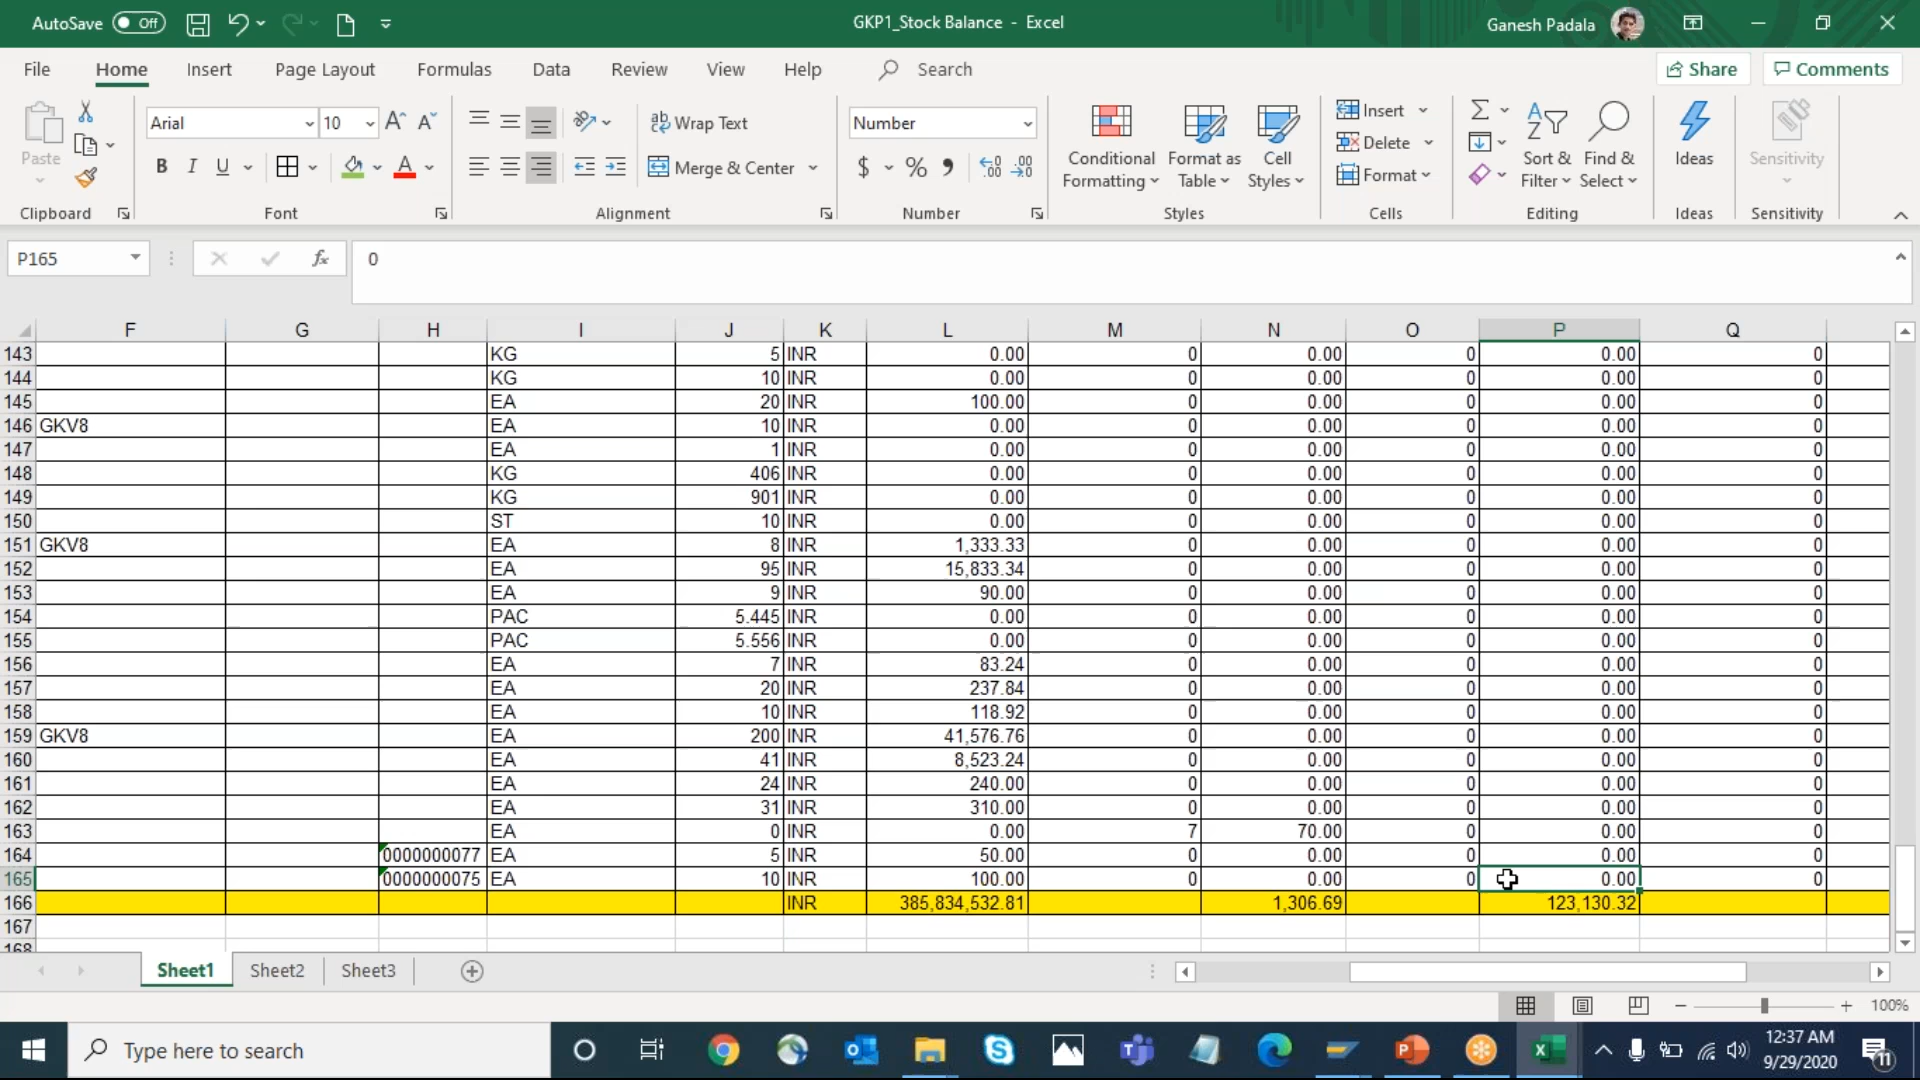 AutoSave Off GKP1_Stock Balance - Excel Ganesh Padala
File Home Insert Page Layout Formulas Data Review View Help Search Share Comments
Paste Arial 10 Wrap Text Number Insert
B I U Merge & Center $ % Conditional Formatting Format as Table Cell Styles Delete Sort & Filter Find & Select Ideas Sensitivity
Format
Clipboard Font Alignment Number Styles Cells Editing Ideas Sensitivity
P165 fx 0
F G H I J K L M N O P Q
143 KG 5 INR 0.00 0 0.00 0 0.00 0
144 KG 10 INR 0.00 0 0.00 0 0.00 0
145 EA 20 INR 100.00 0 0.00 0 0.00 0
146 GKV8 EA 10 INR 0.00 0 0.00 0 0.00 0
147 EA 1 INR 0.00 0 0.00 0 0.00 0
148 KG 406 INR 0.00 0 0.00 0 0.00 0
149 KG 901 INR 0.00 0 0.00 0 0.00 0
150 ST 10 INR 0.00 0 0.00 0 0.00 0
151 GKV8 EA 8 INR 1,333.33 0 0.00 0 0.00 0
152 EA 95 INR 15,833.34 0 0.00 0 0.00 0
153 EA 9 INR 90.00 0 0.00 0 0.00 0
154 PAC 5.445 INR 0.00 0 0.00 0 0.00 0
155 PAC 5.556 INR 0.00 0 0.00 0 0.00 0
156 EA 7 INR 83.24 0 0.00 0 0.00 0
157 EA 20 INR 237.84 0 0.00 0 0.00 0
158 EA 10 INR 118.92 0 0.00 0 0.00 0
159 GKV8 EA 200 INR 41,576.76 0 0.00 0 0.00 0
160 EA 41 INR 8,523.24 0 0.00 0 0.00 0
161 EA 24 INR 240.00 0 0.00 0 0.00 0
162 EA 31 INR 310.00 0 0.00 0 0.00 0
163 EA 0 INR 0.00 7 70.00 0 0.00 0
164 0000000077 EA 5 INR 50.00 0 0.00 0 0.00 0
165 0000000075 EA 10 INR 100.00 0 0.00 0 0.00 0
166 INR 385,834,532.81 1,306.69 123,130.32
167
168
Sheet1 Sheet2 Sheet3
100%
Type here to search 12:37 AM
9/29/2020 11